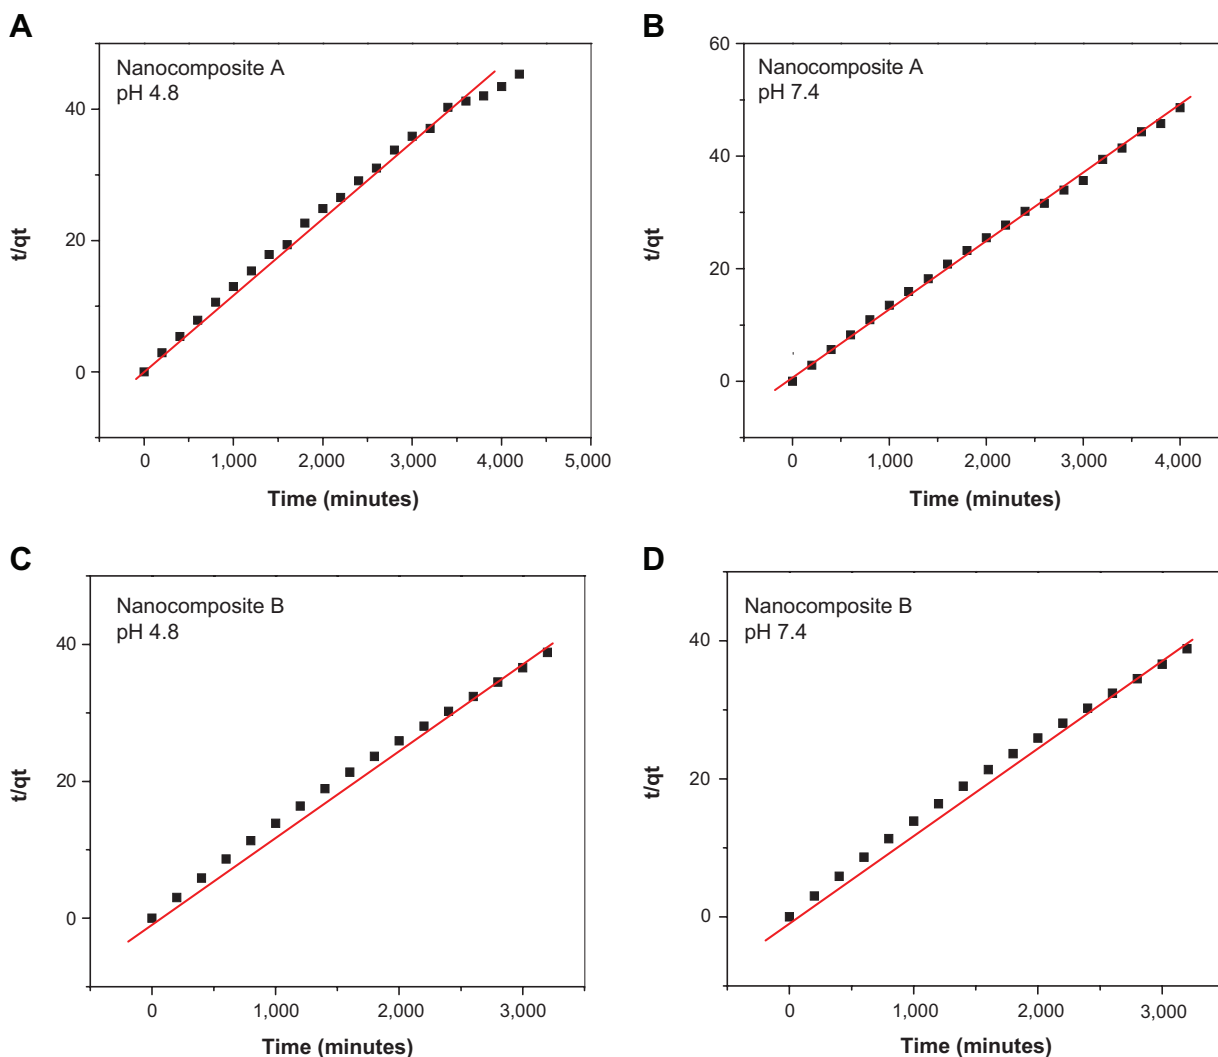 A
Nanocomposite A
pH 4.8
40
20
0
t/qt
0 1,000 2,000 3,000 4,000 5,000
Time (minutes)
B
60
Nanocomposite A
pH 7.4
40
20
0
t/qt
0 1,000 2,000 3,000 4,000
Time (minutes)
C
Nanocomposite B
pH 4.8
40
20
0
t/qt
0 1,000 2,000 3,000
Time (minutes)
D
Nanocomposite B
pH 7.4
40
20
0
t/qt
0 1,000 2,000 3,000
Time (minutes)